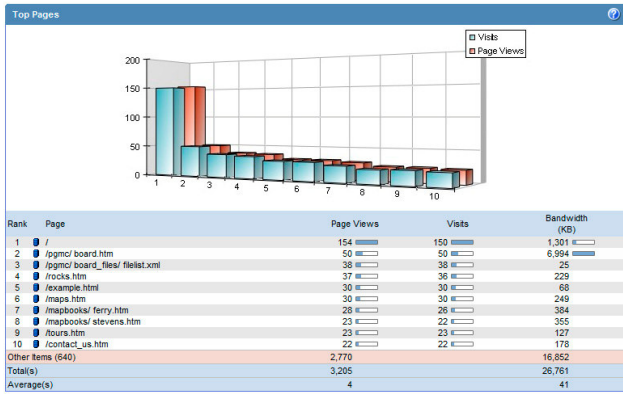 Top Pages
?
Visits
Page Views
200
150
100
50
0
1 2 3 4 5 6 7 8 9 10
Rank Page Page Views Visits Bandwidth (KB)
1 / 154 150 1,301
2 /pgmc/ board.htm 50 50 6,994
3 /pgmc/ board_files/ filelist.xml 38 38 25
4 /rocks.htm 37 36 229
5 /example.html 30 30 68
6 /maps.htm 30 30 249
7 /mapbooks/ ferry.htm 28 26 384
8 /mapbooks/ stevens.htm 23 22 355
9 /tours.htm 23 23 127
10 /contact_us.htm 22 22 178
Other Items (640) 2,770 16,852
Total(s) 3,205 26,761
Average(s) 4 41